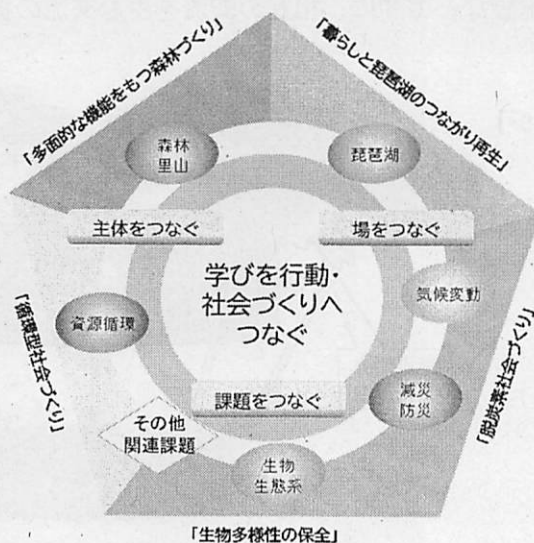 「多面的な機能をもつ森林づくり」
「暮らしと琵琶湖のつながり再生」
森林
里山
琵琶湖
主体をつなぐ
場をつなぐ
学びを行動・
社会づくりへ
つなぐ
気候変動
資源循環
「循環型社会づくり」
「脱炭素社会づくり」
減災
防災
課題をつなぐ
その他
関連課題
生物
生態系
「生物多様性の保全」